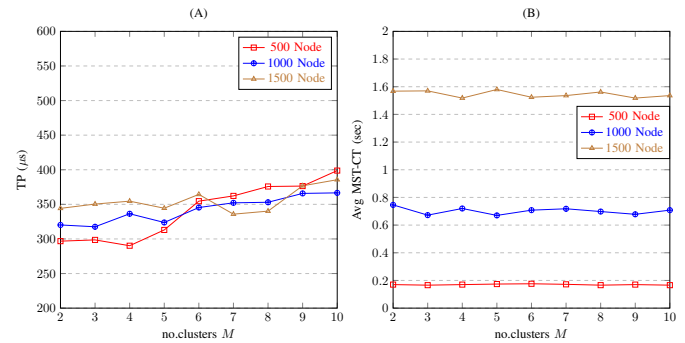 (A)
600
550
500
450
400
350
300
250
200
TP (μs)
2 3 4 5 6 7 8 9 10
no.clusters M
500 Node
1000 Node
1500 Node
(B)
2
1.8
1.6
1.4
1.2
1
0.8
0.6
0.4
0.2
0
Avg MST-CT (sec)
2 3 4 5 6 7 8 9 10
no.clusters M
500 Node
1000 Node
1500 Node